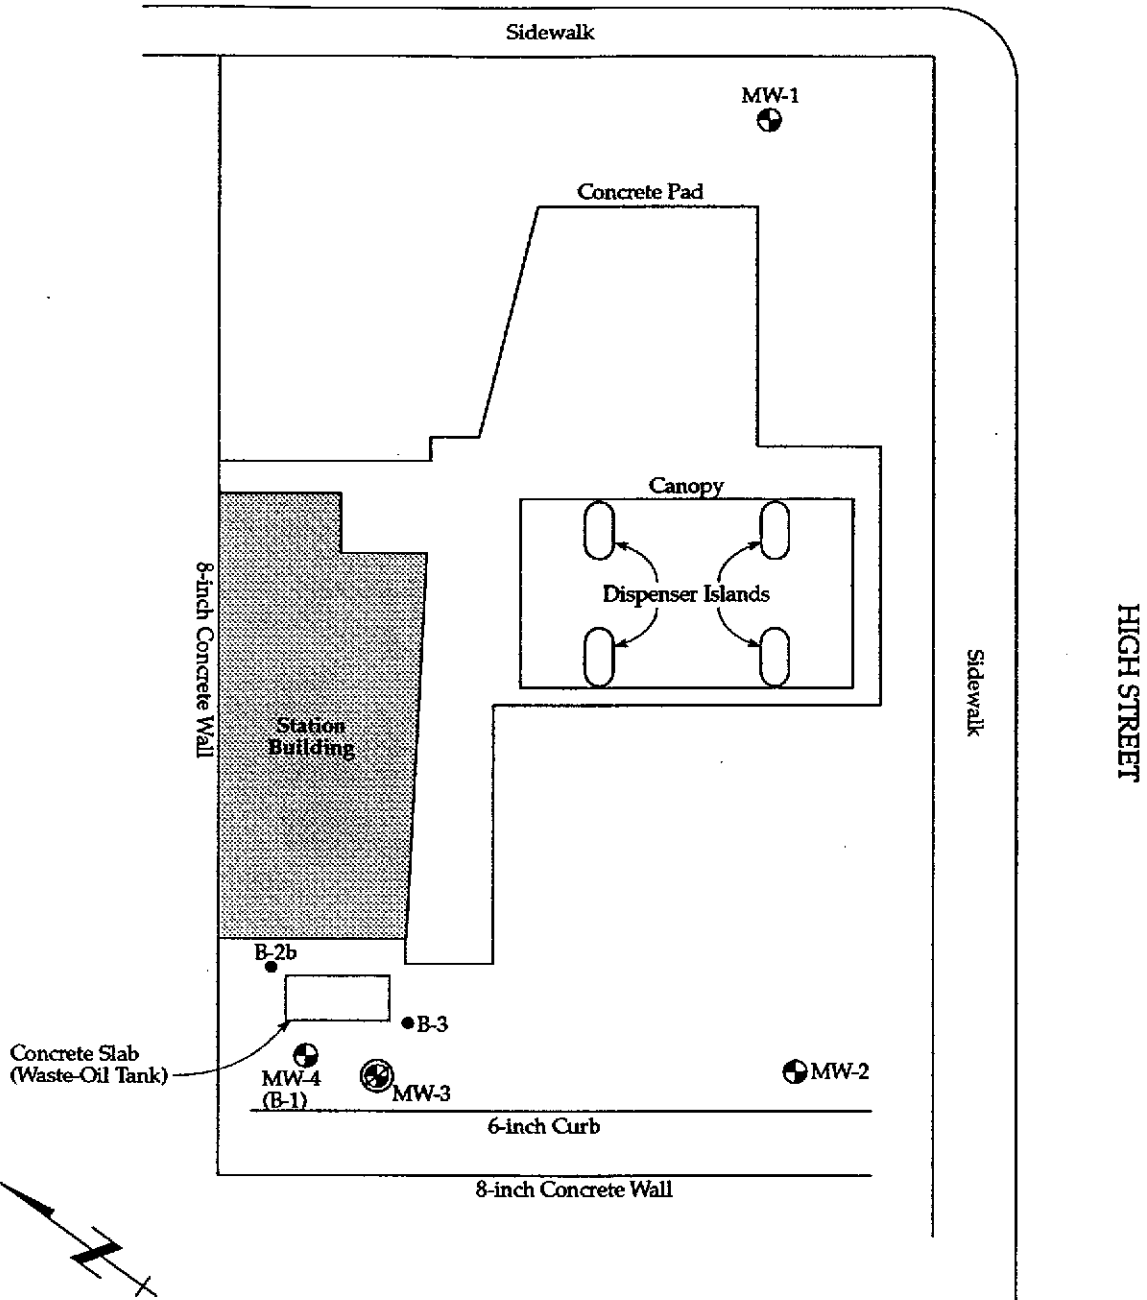 Sidewalk
MW-1
Concrete Pad
Canopy
Dispenser Islands
8-inch Concrete Wall
Station
Building
Sidewalk
HIGH STREET
B-2b
B-3
Concrete Slab
(Waste-Oil Tank)
MW-4
(B-1)
MW-3
MW-2
6-inch Curb
8-inch Concrete Wall
N